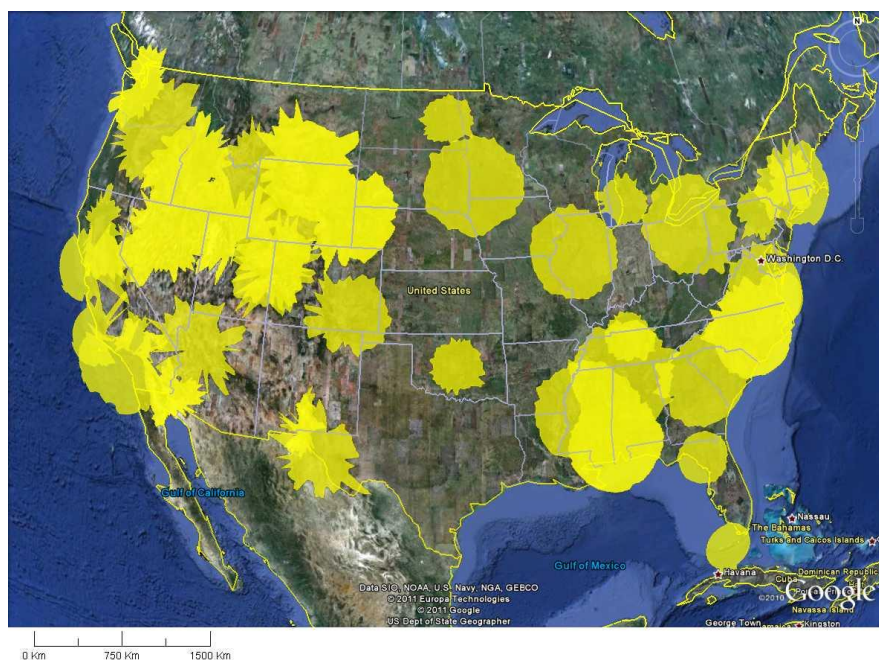 N
Washington D.C.
United States
Gulf of California
Nassau
The Bahamas
Turks and Caicos Islands
Gulf of Mexico
Havana
Dominican Republic
Cuba
Data SIO, NOAA, U.S. Navy, NGA, GEBCO
© 2011 Europa Technologies
© 2011 Google
US Dept of State Geographer
©2010 Google
Navassa Island
George Town
Kingston
0 Km 750 Km 1500 Km